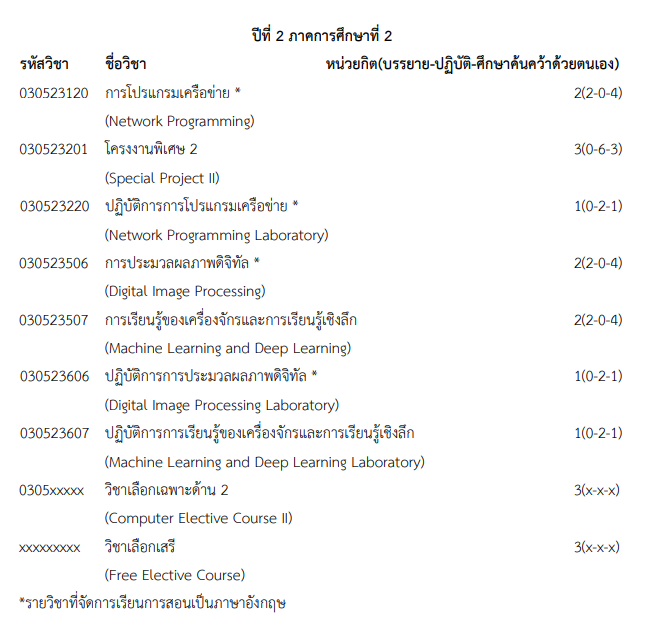 ปีที่ 2 ภาคการศึกษาที่ 2
รหัสวิชา ชื่อวิชา หน่วยกิต(บรรยาย-ปฏิบัติ-ศึกษาค้นคว้าด้วยตนเอง)
030523120 การโปรแกรมเครือข่าย * 2(2-0-4)
(Network Programming)
030523201 โครงงานพิเศษ 2 3(0-6-3)
(Special Project II)
030523220 ปฏิบัติการการโปรแกรมเครือข่าย * 1(0-2-1)
(Network Programming Laboratory)
030523506 การประมวลผลภาพดิจิทัล * 2(2-0-4)
(Digital Image Processing)
030523507 การเรียนรู้ของเครื่องจักรและการเรียนรู้เชิงลึก 2(2-0-4)
(Machine Learning and Deep Learning)
030523606 ปฏิบัติการการประมวลผลภาพดิจิทัล * 1(0-2-1)
(Digital Image Processing Laboratory)
030523607 ปฏิบัติการการเรียนรู้ของเครื่องจักรและการเรียนรู้เชิงลึก 1(0-2-1)
(Machine Learning and Deep Learning Laboratory)
0305xxxxx วิชาเลือกเฉพาะด้าน 2 3(x-x-x)
(Computer Elective Course II)
xxxxxxxxx วิชาเลือกเสรี 3(x-x-x)
(Free Elective Course)
*รายวิชาที่จัดการเรียนการสอนเป็นภาษาอังกฤษ